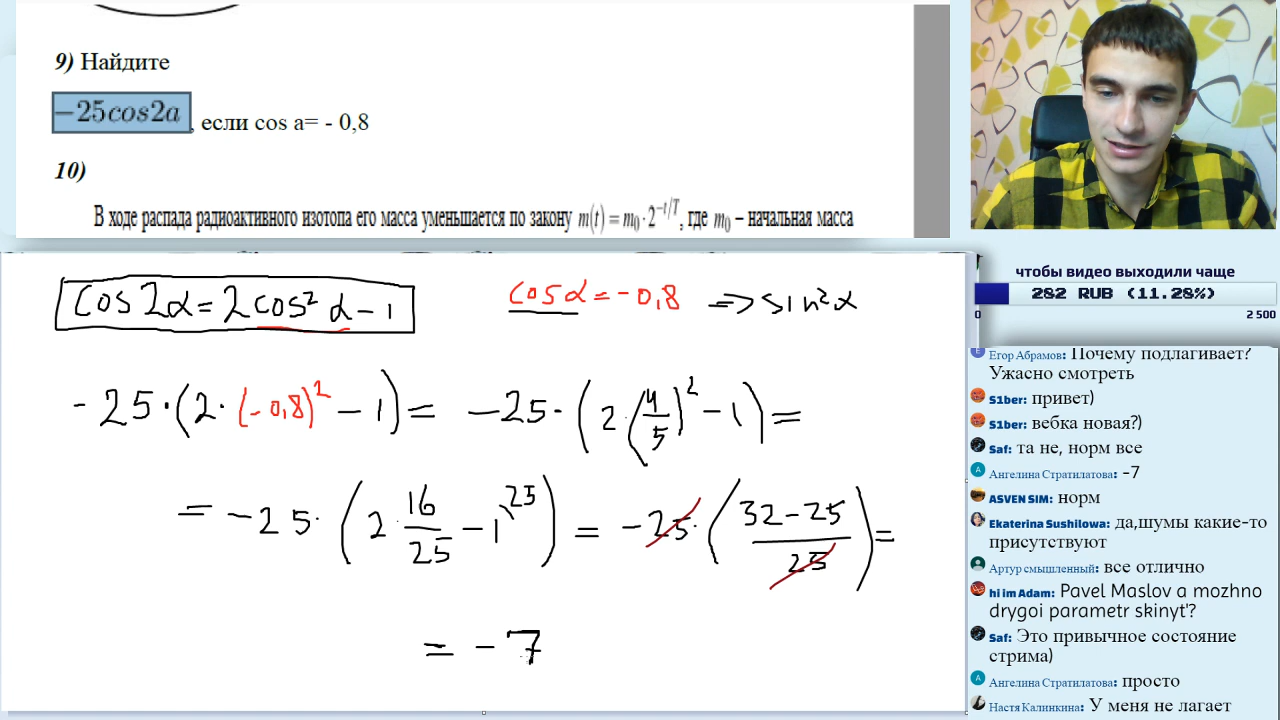 9) Найдите
−25cos2a , если cos a= - 0,8
10)
В ходе распада радиоактивного изотопа его масса уменьшается по закону m(t) = m₀ · 2^(−t/T), где m₀ – начальная масса
cos2α = 2cos²α − 1
cosα = −0,8 => sin²α
-25·(2·(-0,8)² − 1) = −25·(2·(4/5)² − 1) =
= −25·(2·16/25 − 1^25) = −25·((32−25)/25) =
= −7
чтобы видео выходили чаще
282 RUB (11.28%)
0 2 500
Егор Абрамов: Почему подлагивает?
Ужасно смотреть
S1ber: привет)
S1ber: вебка новая?)
Saf: та не, норм все
Ангелина Стратилатова: -7
ASVEN SIM: норм
Ekaterina Sushilowa: да,шумы какие-то
присутствуют
Артур смышленный: все отлично
hi im Adam: Pavel Maslov a mozhno
drygoi parametr skinyt'?
Saf: Это привычное состояние
стрима)
Ангелина Стратилатова: просто
Настя Калинкина: У меня не лагает